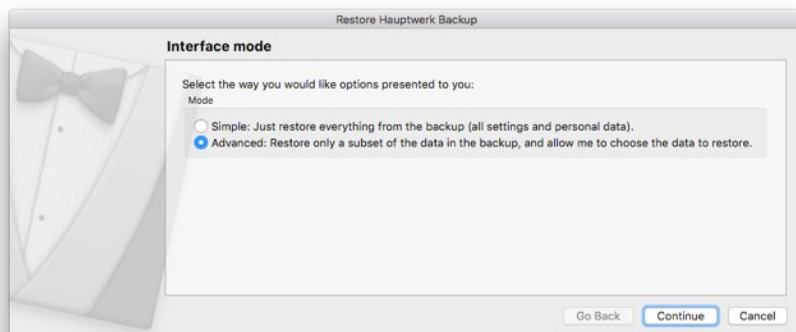 Restore Hauptwerk Backup
Interface mode
Select the way you would like options presented to you:
Mode
Simple: Just restore everything from the backup (all settings and personal data).
Advanced: Restore only a subset of the data in the backup, and allow me to choose the data to restore.
Go Back Continue Cancel